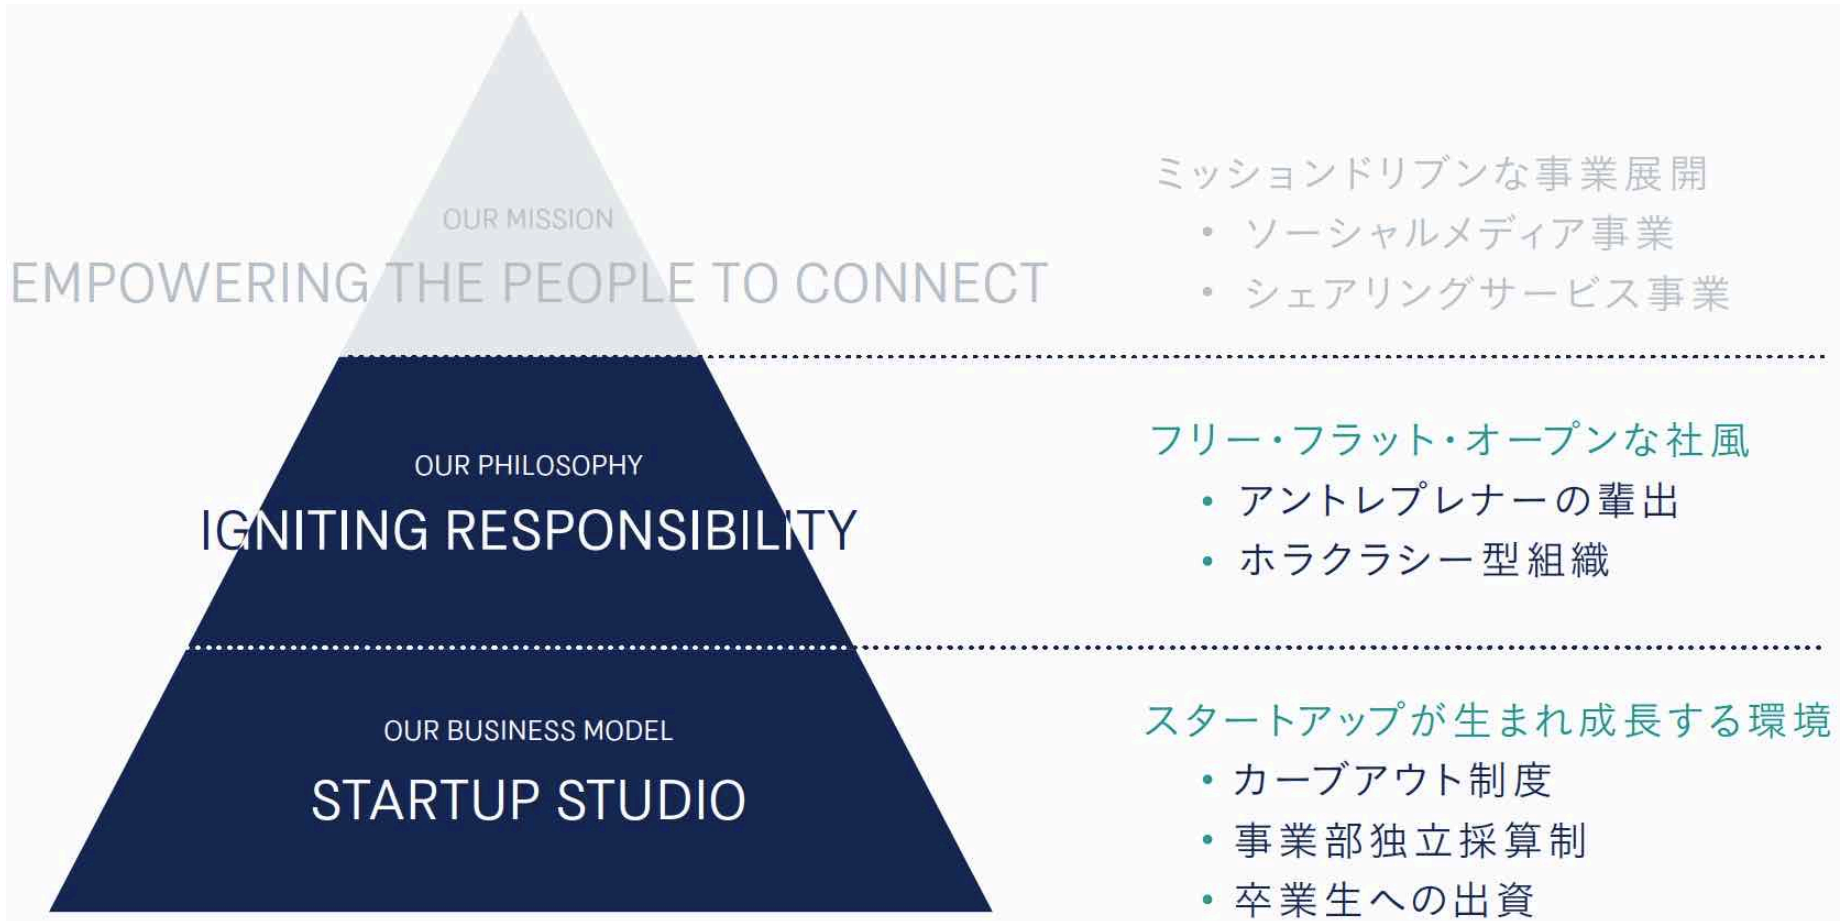 OUR MISSION
EMPOWERING THE PEOPLE TO CONNECT
ミッションドリブンな事業展開
• ソーシャルメディア事業
• シェアリングサービス事業
OUR PHILOSOPHY
IGNITING RESPONSIBILITY
フリー・フラット・オープンな社風
• アントレプレナーの輩出
• ホラクラシー型組織
OUR BUSINESS MODEL
STARTUP STUDIO
スタートアップが生まれ成長する環境
• カーブアウト制度
• 事業部独立採算制
• 卒業生への出資